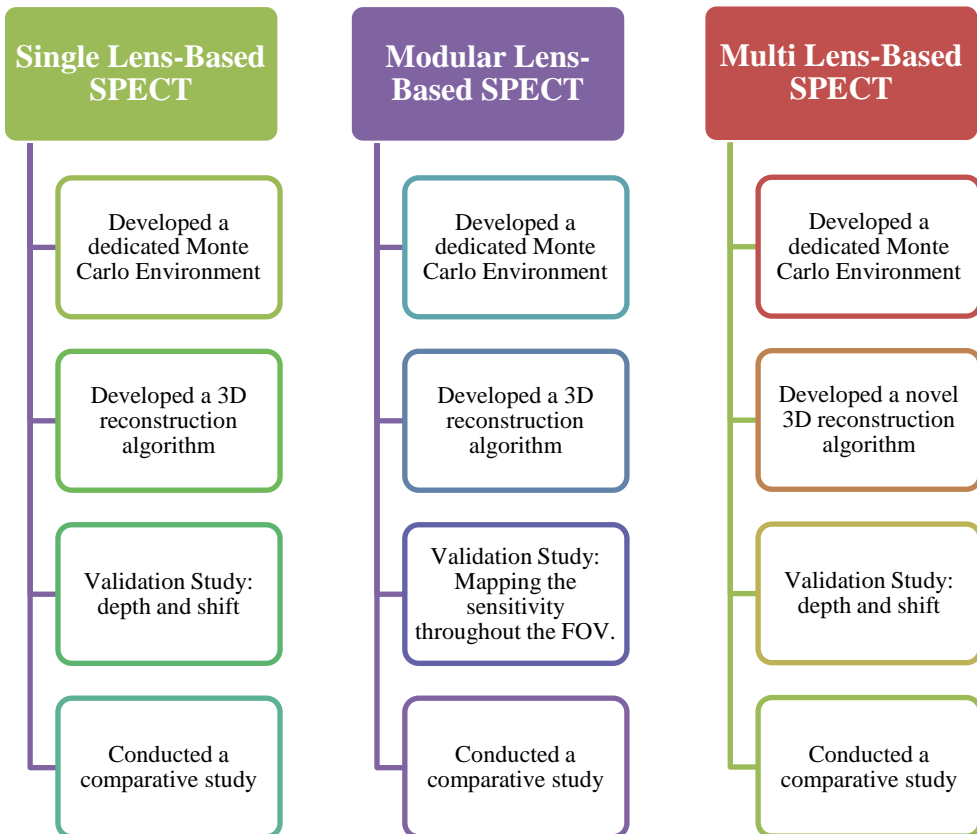 Single Lens-Based
SPECT
Developed a
dedicated Monte
Carlo Environment
Developed a 3D
reconstruction
algorithm
Validation Study:
depth and shift
Conducted a
comparative study
Modular Lens-
Based SPECT
Developed a
dedicated Monte
Carlo Environment
Developed a 3D
reconstruction
algorithm
Validation Study:
Mapping the
sensitivity
throughout the FOV.
Conducted a
comparative study
Multi Lens-Based
SPECT
Developed a
dedicated Monte
Carlo Environment
Developed a novel
3D reconstruction
algorithm
Validation Study:
depth and shift
Conducted a
comparative study